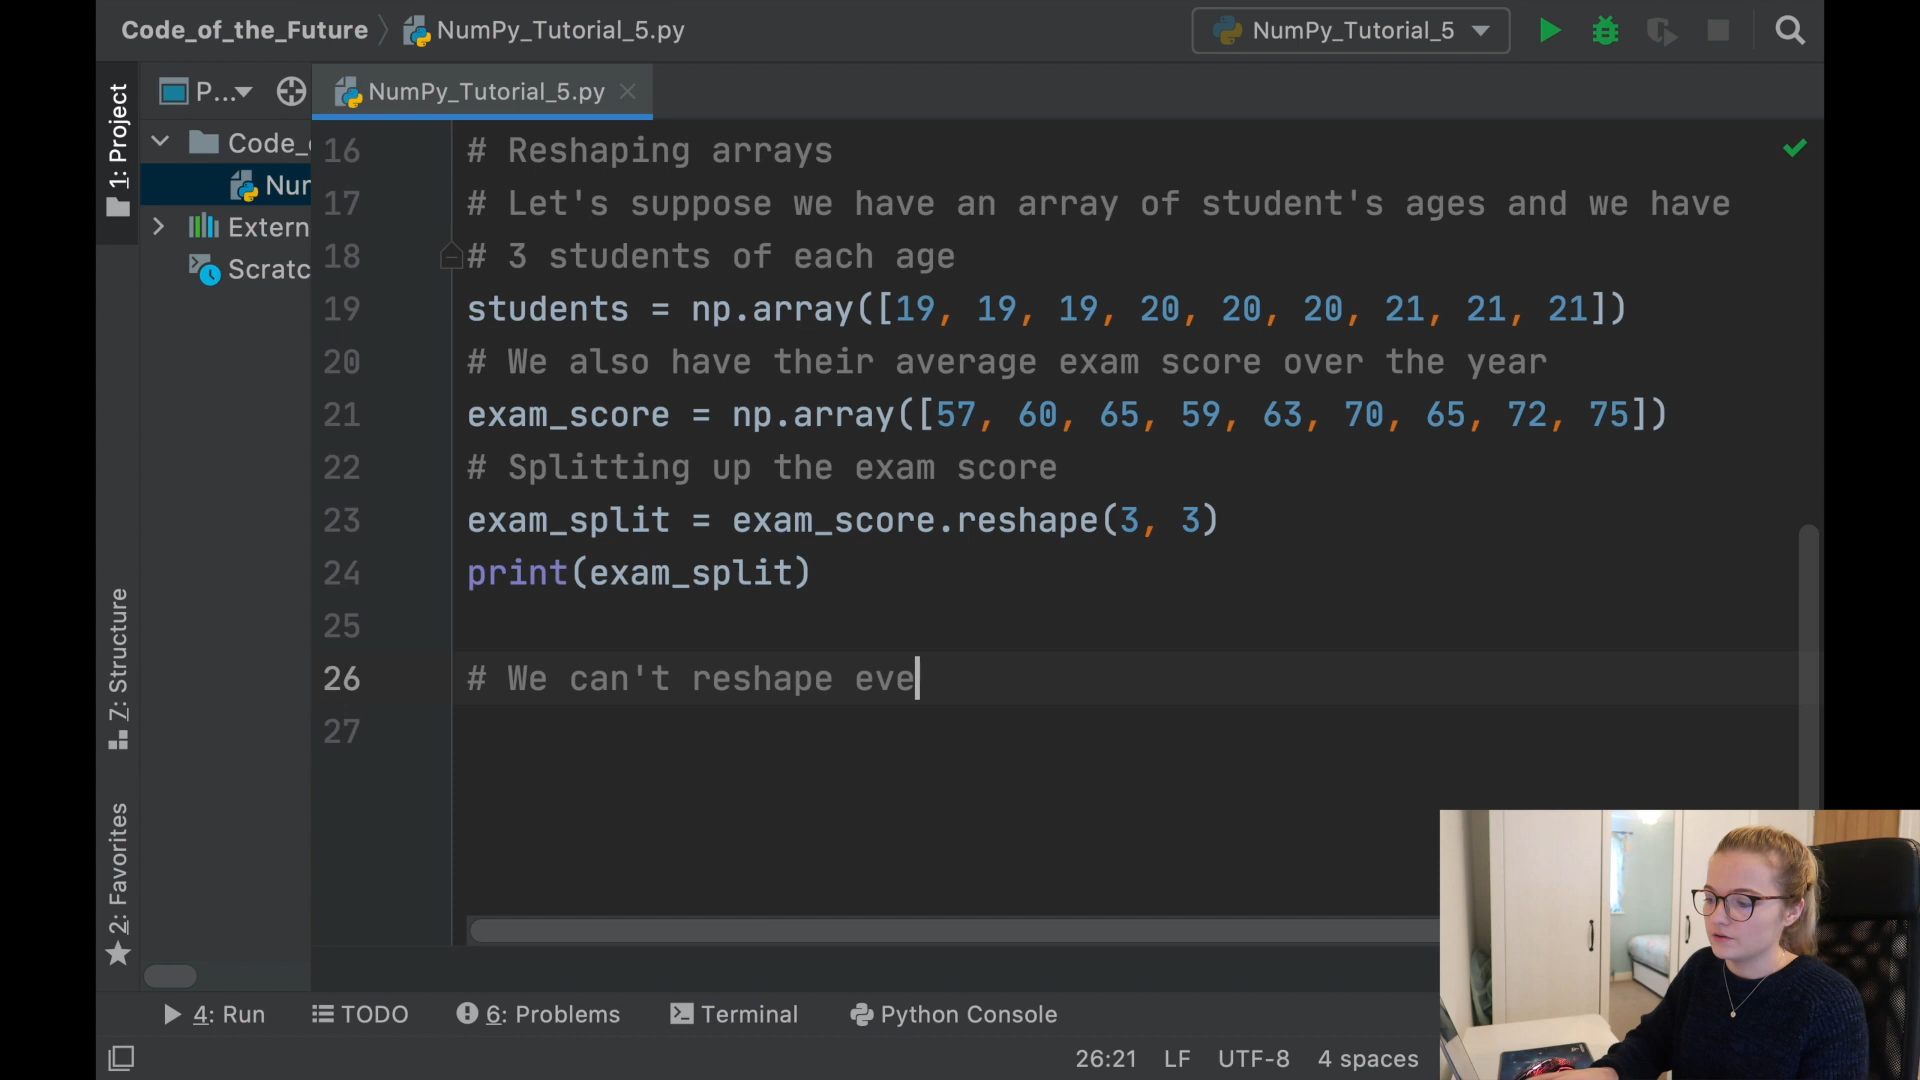 Code_of_the_Future
NumPy_Tutorial_5.py
NumPy_Tutorial_5
1: Project
P...
NumPy_Tutorial_5.py
Code_
Nur
Extern
Scratc
7: Structure
2: Favorites
16 # Reshaping arrays
17 # Let's suppose we have an array of student's ages and we have
18 # 3 students of each age
19 students = np.array([19, 19, 19, 20, 20, 20, 21, 21, 21])
20 # We also have their average exam score over the year
21 exam_score = np.array([57, 60, 65, 59, 63, 70, 65, 72, 75])
22 # Splitting up the exam score
23 exam_split = exam_score.reshape(3, 3)
24 print(exam_split)
25
26 # We can't reshape eve
27
4: Run
TODO
6: Problems
Terminal
Python Console
26:21 LF UTF-8 4 spaces